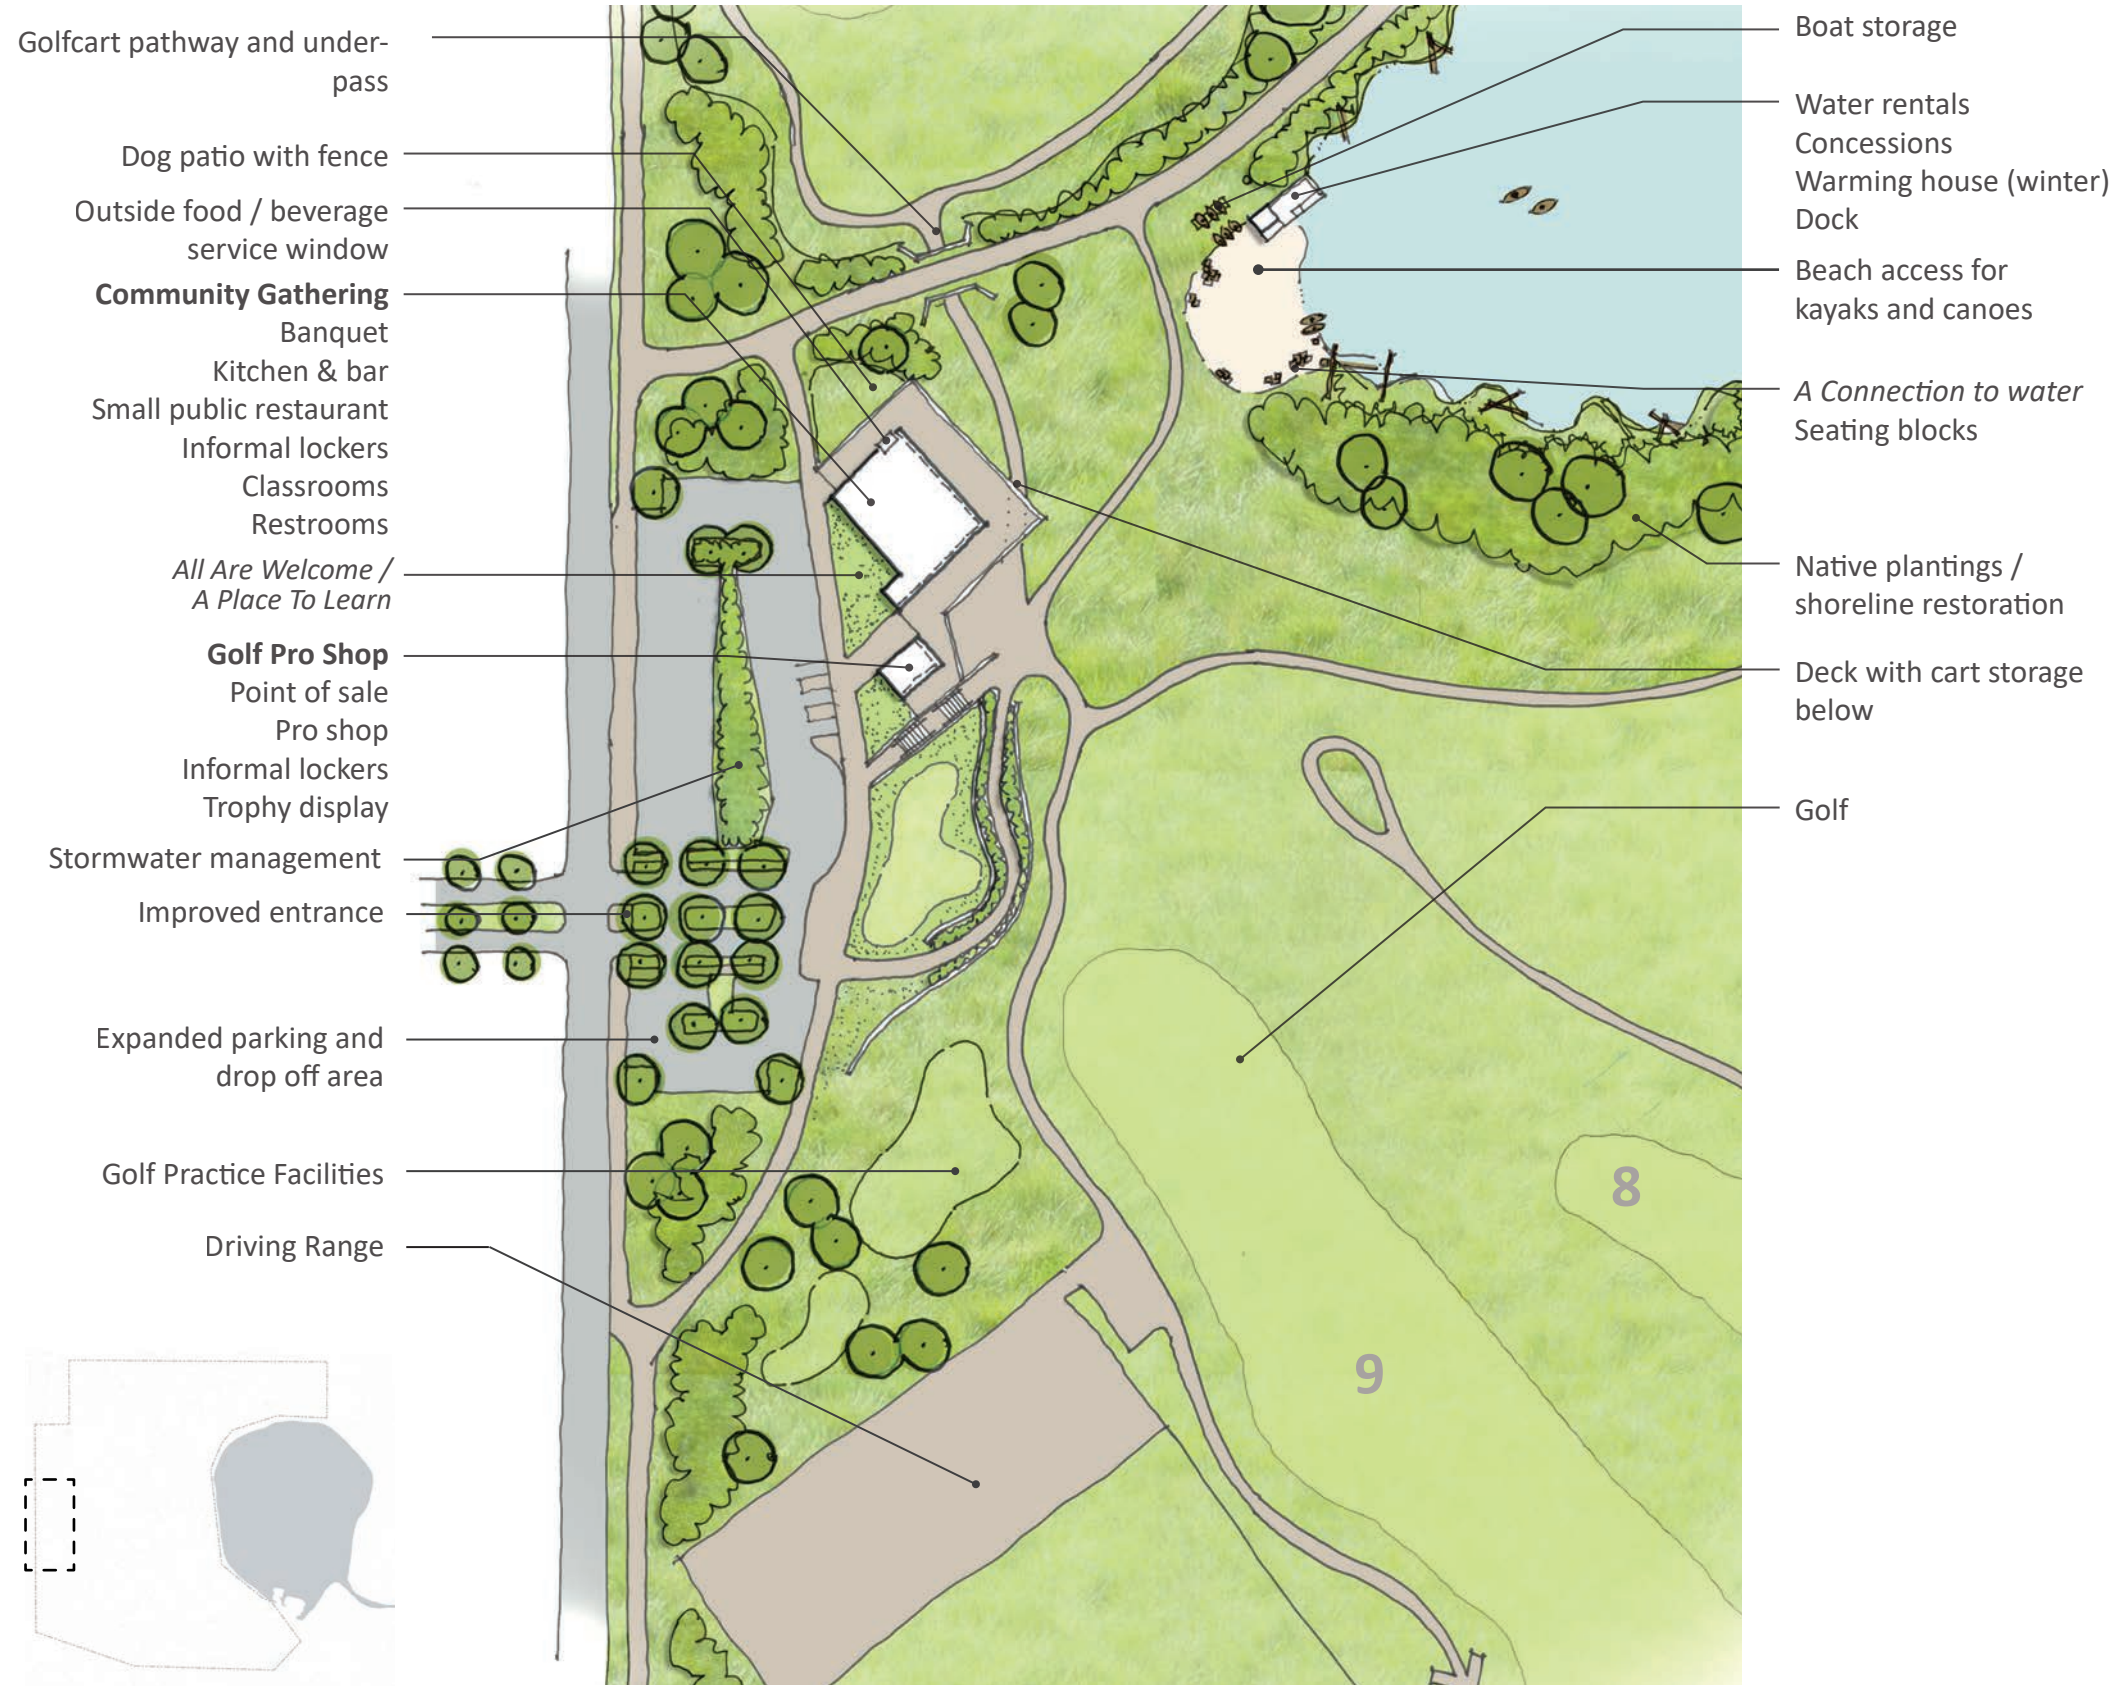 Golfcart pathway and under-
pass
Dog patio with fence
Outside food / beverage
service window
Community Gathering
Banquet
Kitchen & bar
Small public restaurant
Informal lockers
Classrooms
Restrooms
All Are Welcome /
A Place To Learn
Golf Pro Shop
Point of sale
Pro shop
Informal lockers
Trophy display
Stormwater management
Improved entrance
Expanded parking and
drop off area
Golf Practice Facilities
Driving Range
Boat storage
Water rentals
Concessions
Warming house (winter)
Dock
Beach access for
kayaks and canoes
A Connection to water
Seating blocks
Native plantings /
shoreline restoration
Deck with cart storage
below
Golf
8
9